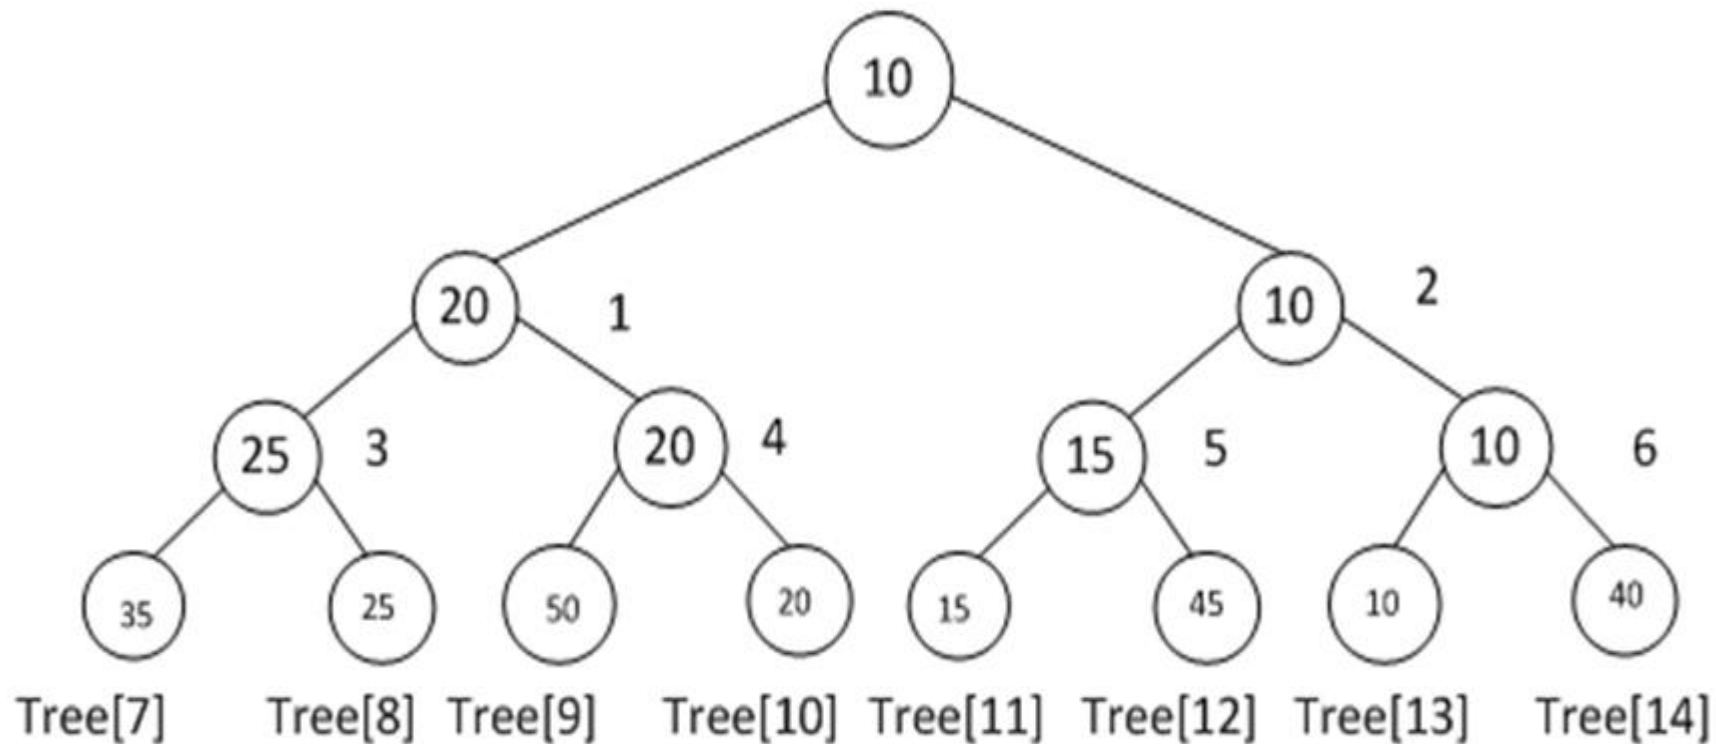 10
20 1 10 2
25 3 20 4 15 5 10 6
35 25 50 20 15 45 10 40
Tree[7] Tree[8] Tree[9] Tree[10] Tree[11] Tree[12] Tree[13] Tree[14]